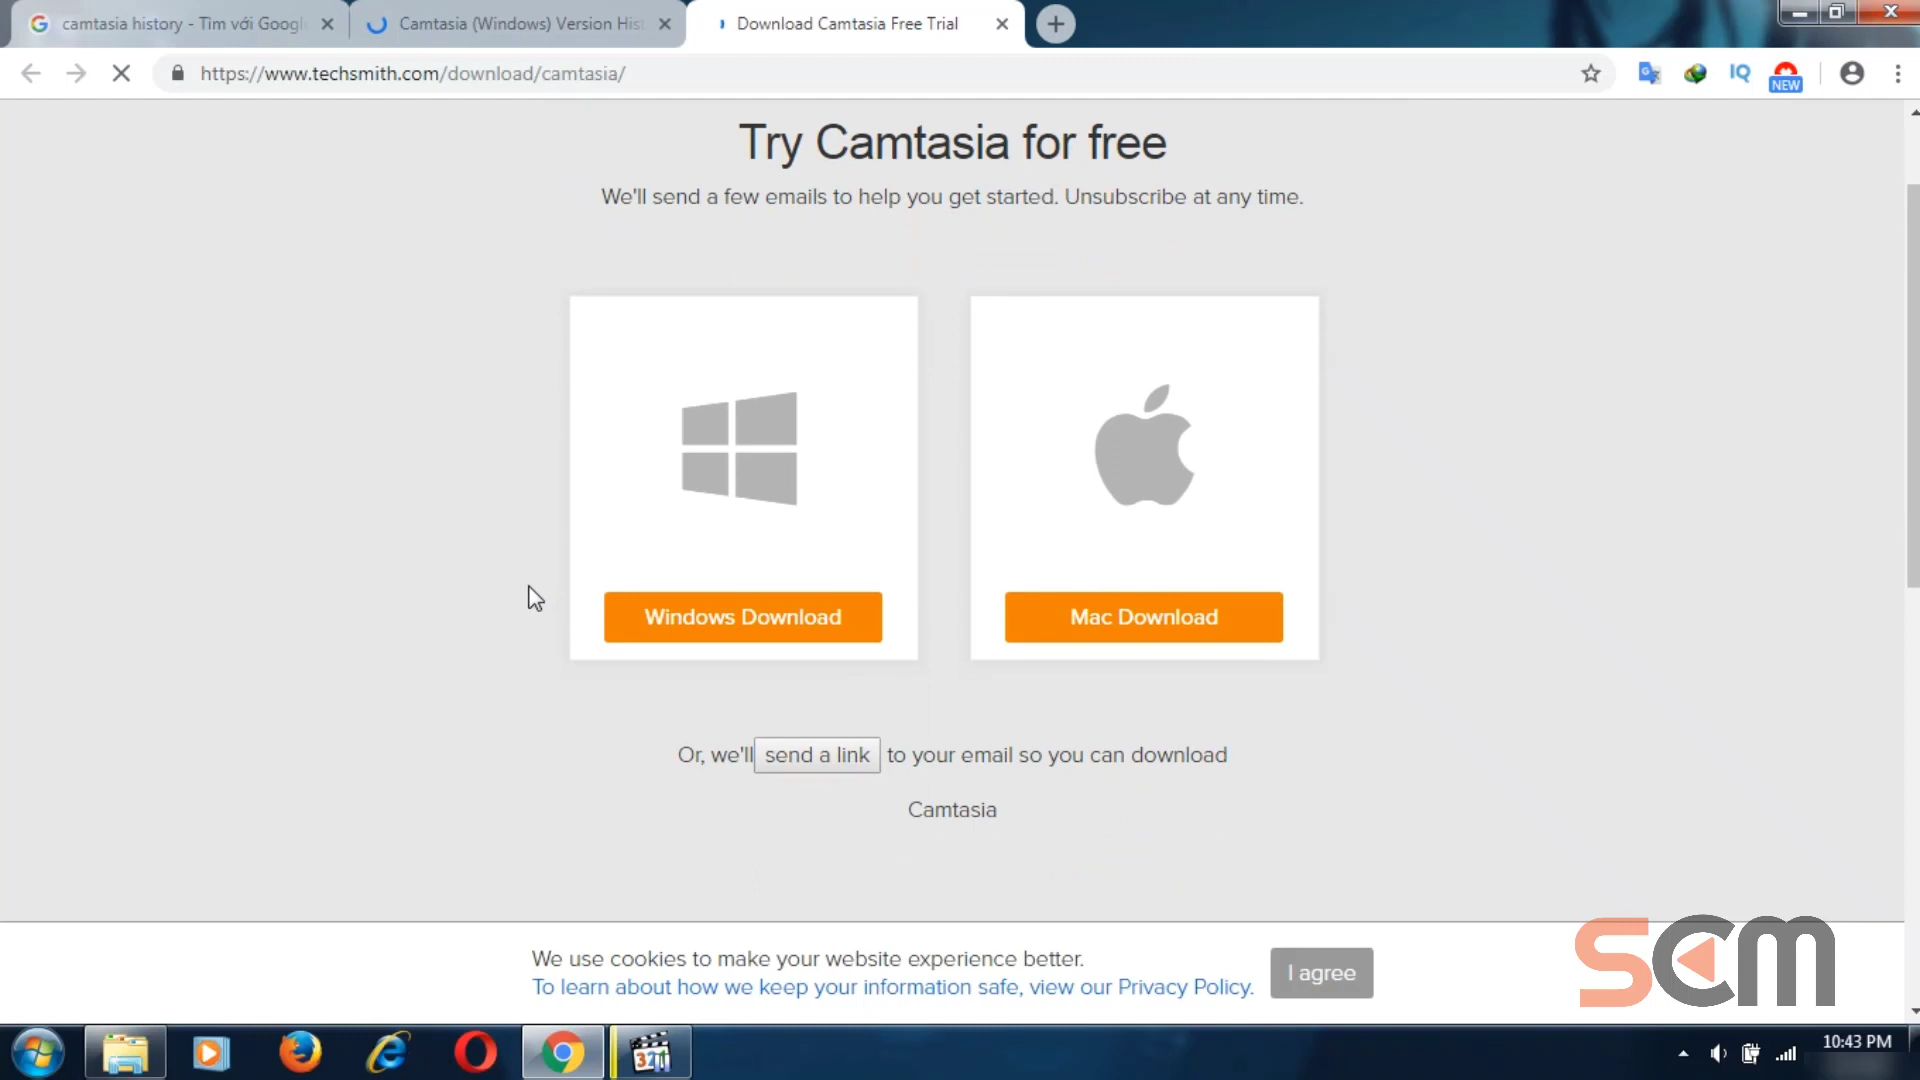 camtasia history - Tìm với Googl
Camtasia (Windows) Version His
Download Camtasia Free Trial
https://www.techsmith.com/download/camtasia/
IQ
NEW
Try Camtasia for free
We'll send a few emails to help you get started. Unsubscribe at any time.
Windows Download
Mac Download
Or, we'll send a link to your email so you can download
Camtasia
We use cookies to make your website experience better.
To learn about how we keep your information safe, view our Privacy Policy.
I agree
SCM
321
10:43 PM